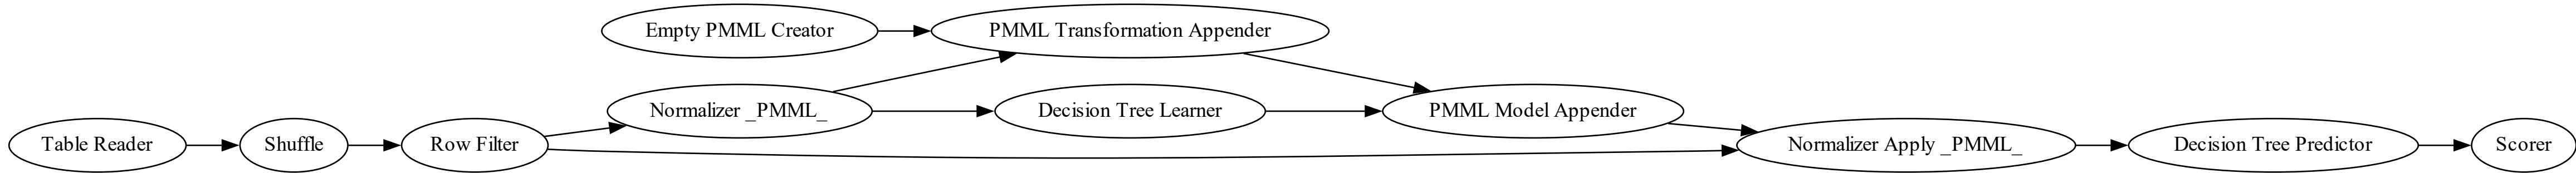 Empty PMML Creator
PMML Transformation Appender
Normalizer _PMML_
Decision Tree Learner
PMML Model Appender
Table Reader
Shuffle
Row Filter
Normalizer Apply _PMML_
Decision Tree Predictor
Scorer